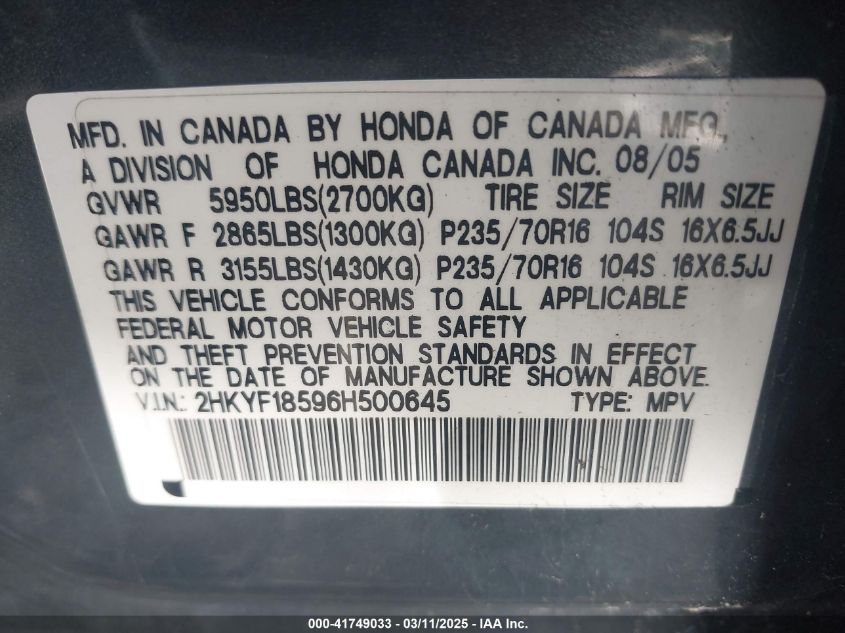 MFD. IN CANADA BY HONDA OF CANADA MFG.,
A DIVISION OF HONDA CANADA INC. 08/05
GVWR 5950LBS(2700KG) TIRE SIZE RIM SIZE
GAWR F 2865LBS(1300KG) P235/70R16 104S 16X6.5JJ
GAWR R 3155LBS(1430KG) P235/70R16 104S 16X6.5JJ
THIS VEHICLE CONFORMS TO ALL APPLICABLE
FEDERAL MOTOR VEHICLE SAFETY
AND THEFT PREVENTION STANDARDS IN EFFECT
ON THE DATE OF MANUFACTURE SHOWN ABOVE.
V.I.N.: 2HKYF18596H500645 TYPE: MPV
000-41749033 - 03/11/2025 - IAA Inc.